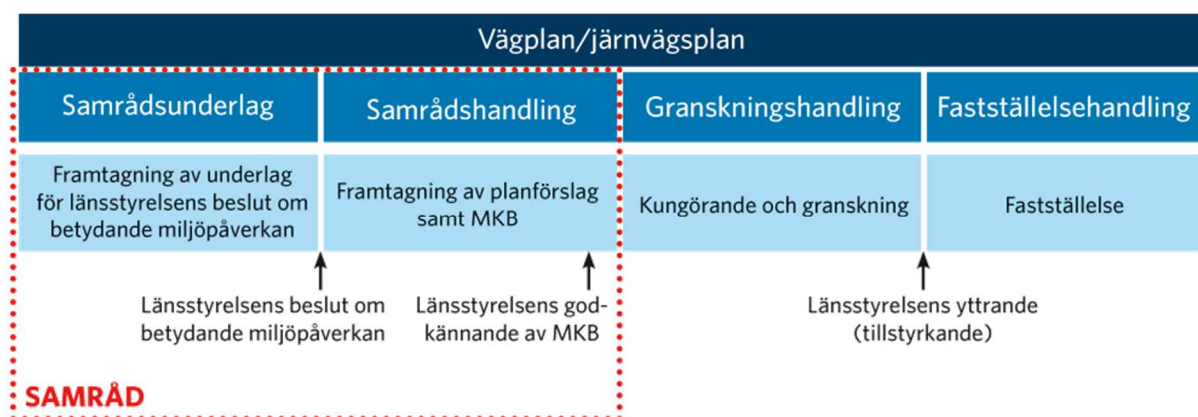 Vägplan/järnvägsplan
Samrådsunderlag
Samrådshandling
Granskningshandling
Fastställelsehandling
Framtagning av underlag
för länsstyrelsens beslut om
betydande miljöpåverkan
Framtagning av planförslag
samt MKB
Kungörande och granskning
Fastställelse
Länsstyrelsens beslut om
betydande miljöpåverkan
Länsstyrelsens god-
kännande av MKB
Länsstyrelsens yttrande
(tillstyrkande)
SAMRÅD